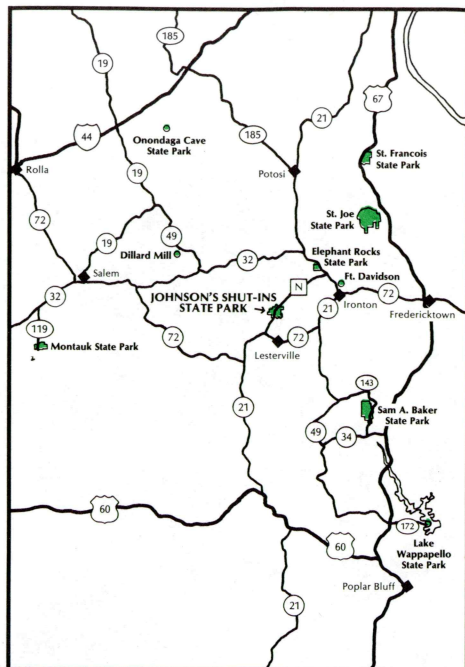 185
19
67
21
44
Onondaga Cave
State Park
185
St. Francois
State Park
Rolla
19
Potosi
72
St. Joe
State Park
19
49
Dillard Mill
32
Elephant Rocks
State Park
Ft. Davidson
Salem
N
72
32
JOHNSON'S SHUT-INS
STATE PARK
21
Ironton
Fredericktown
119
Montauk State Park
72
Lesterville
72
143
21
Sam A. Baker
State Park
49
34
60
172
60
Lake
Wappapello
State Park
Poplar Bluff
21